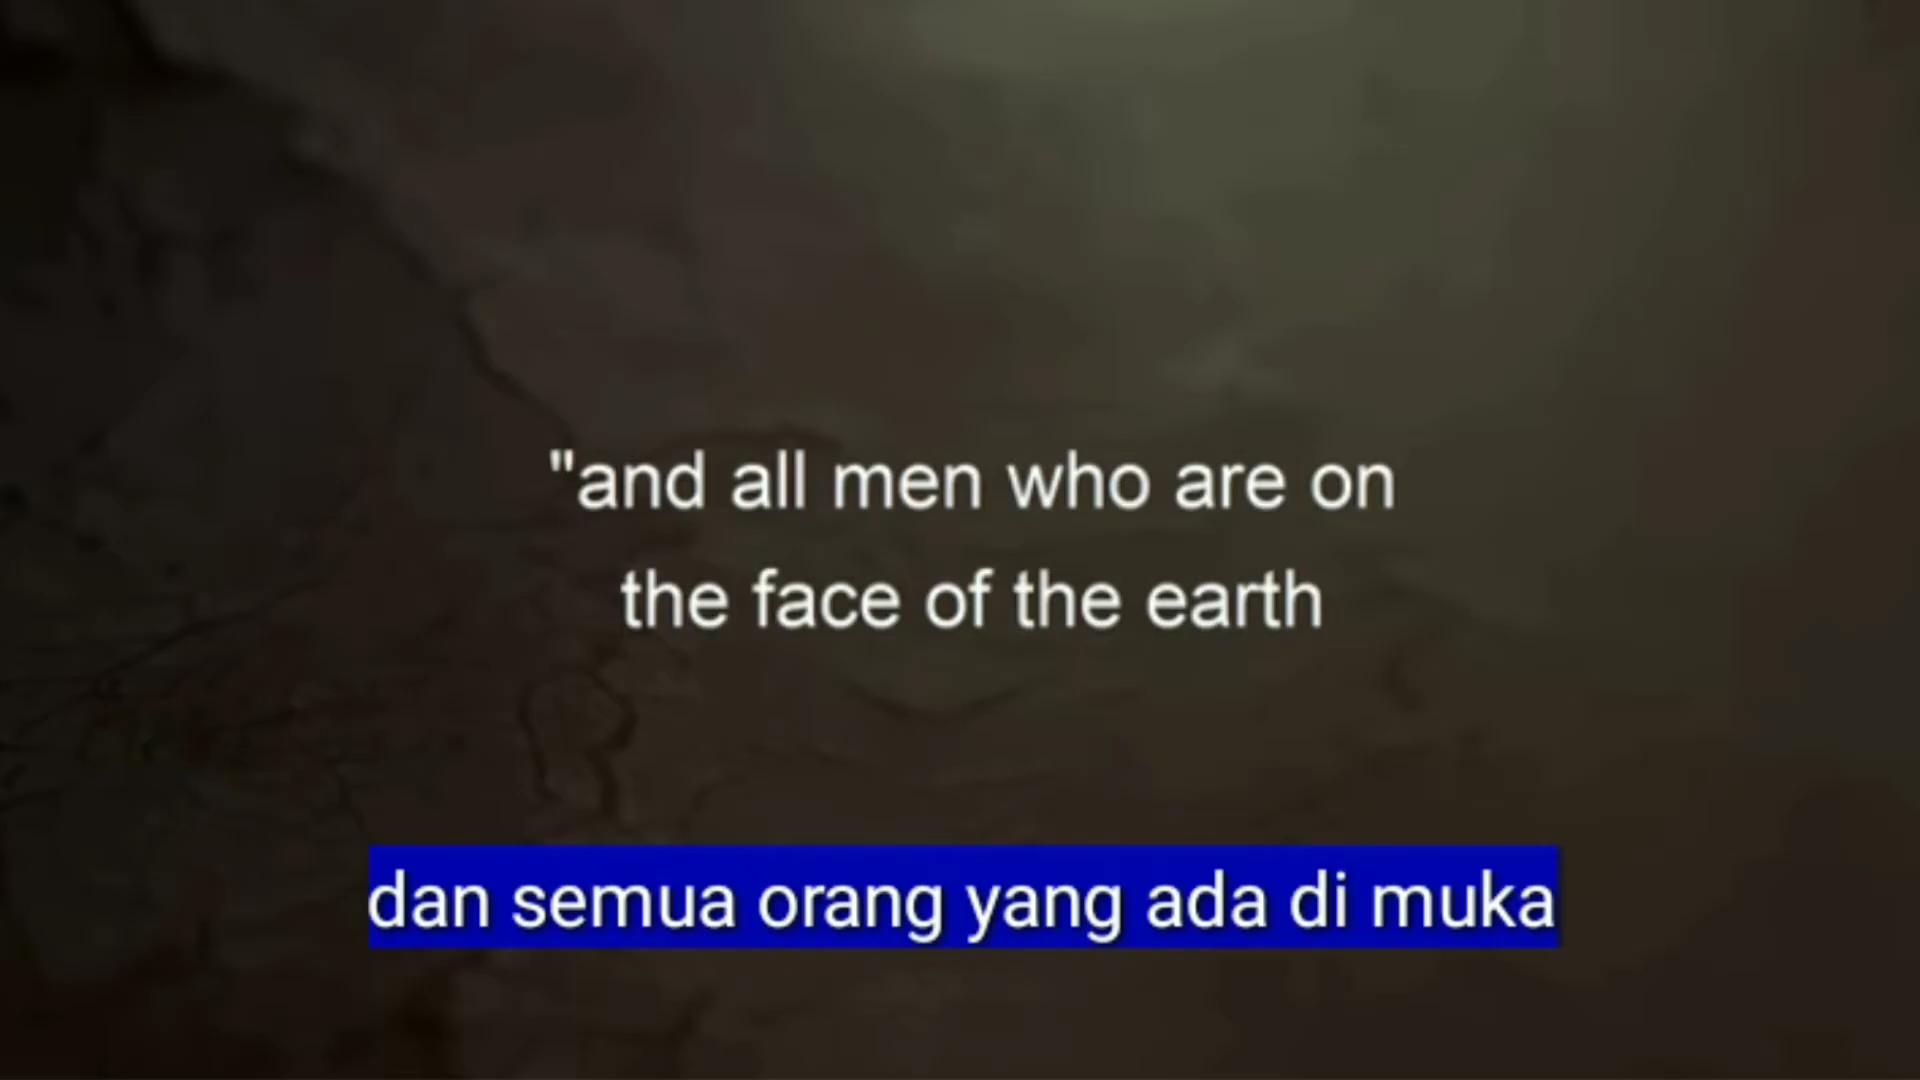 "and all men who are on
the face of the earth
dan semua orang yang ada di muka